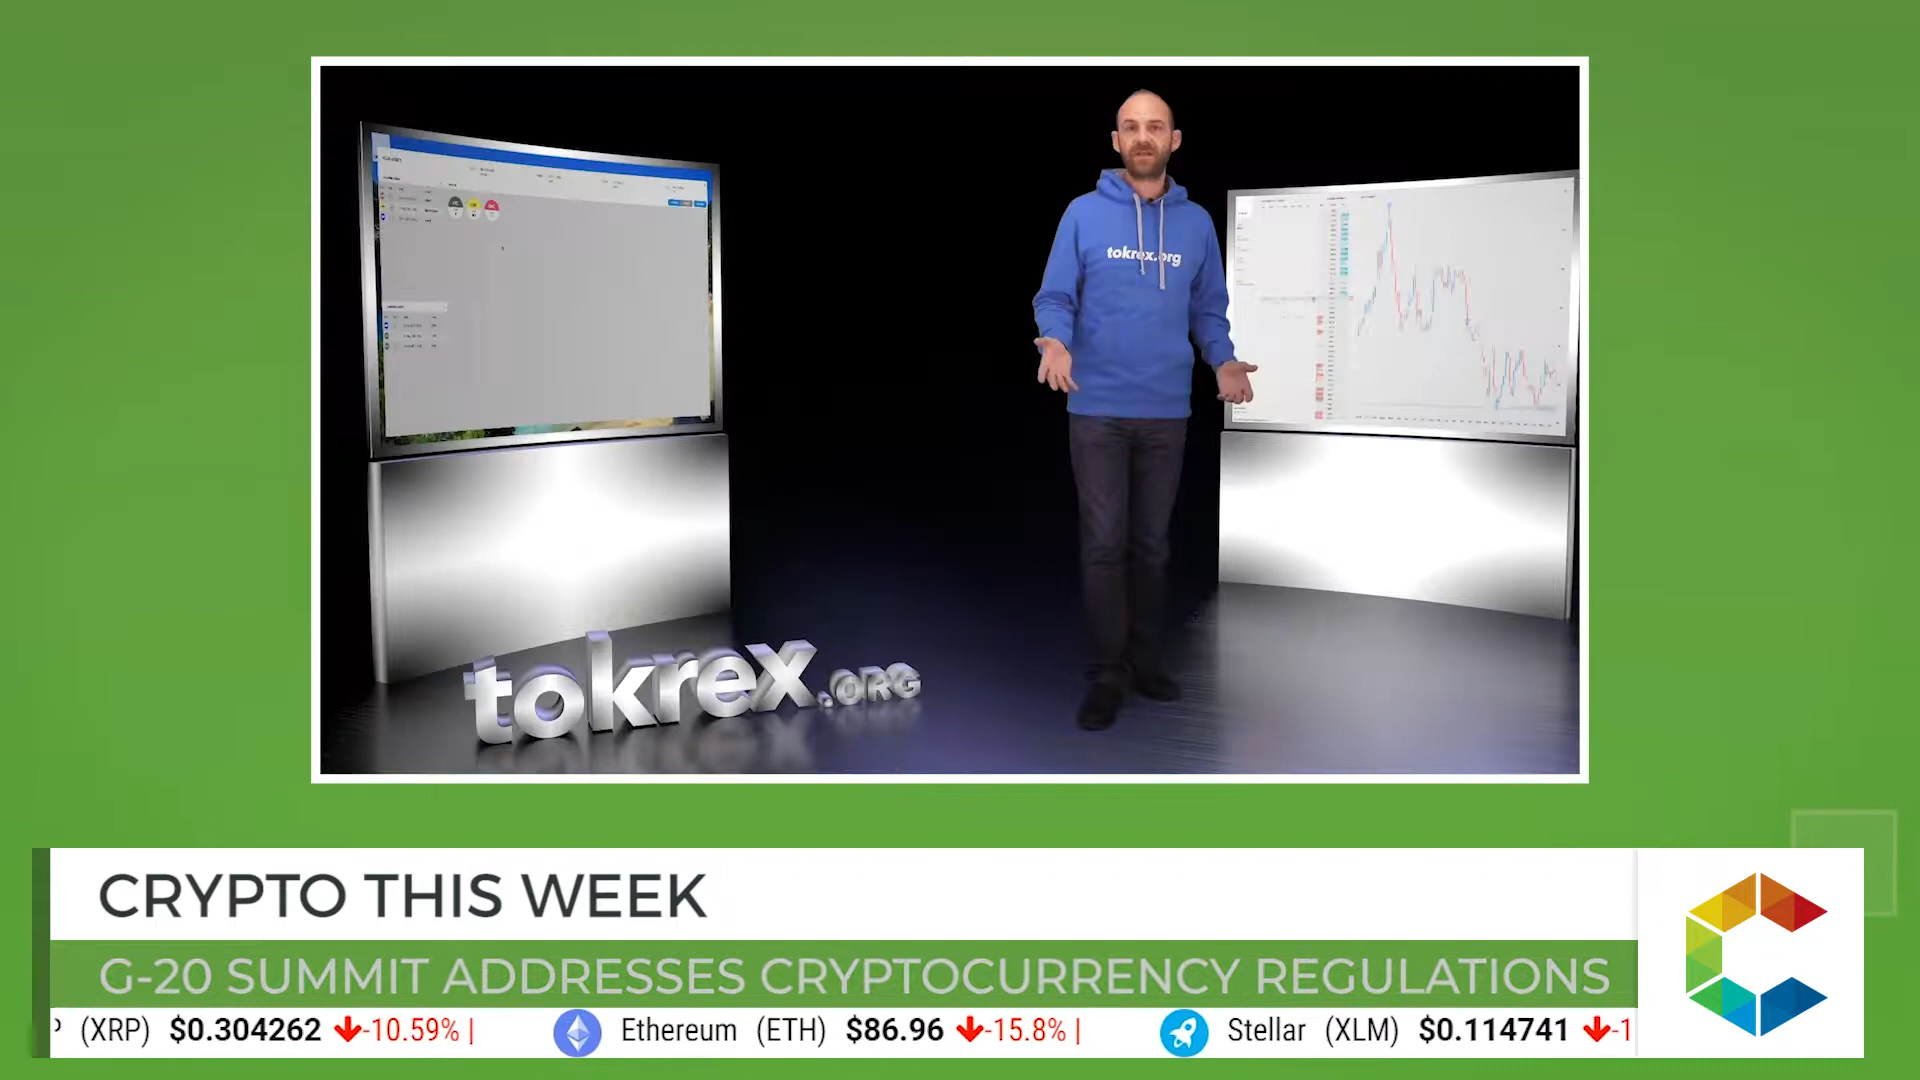 tokrex.org
tokrex.ORG
CRYPTO THIS WEEK
G-20 SUMMIT ADDRESSES CRYPTOCURRENCY REGULATIONS
(XRP) $0.304262 -10.59% | Ethereum (ETH) $86.96 -15.8% | Stellar (XLM) $0.114741 -1